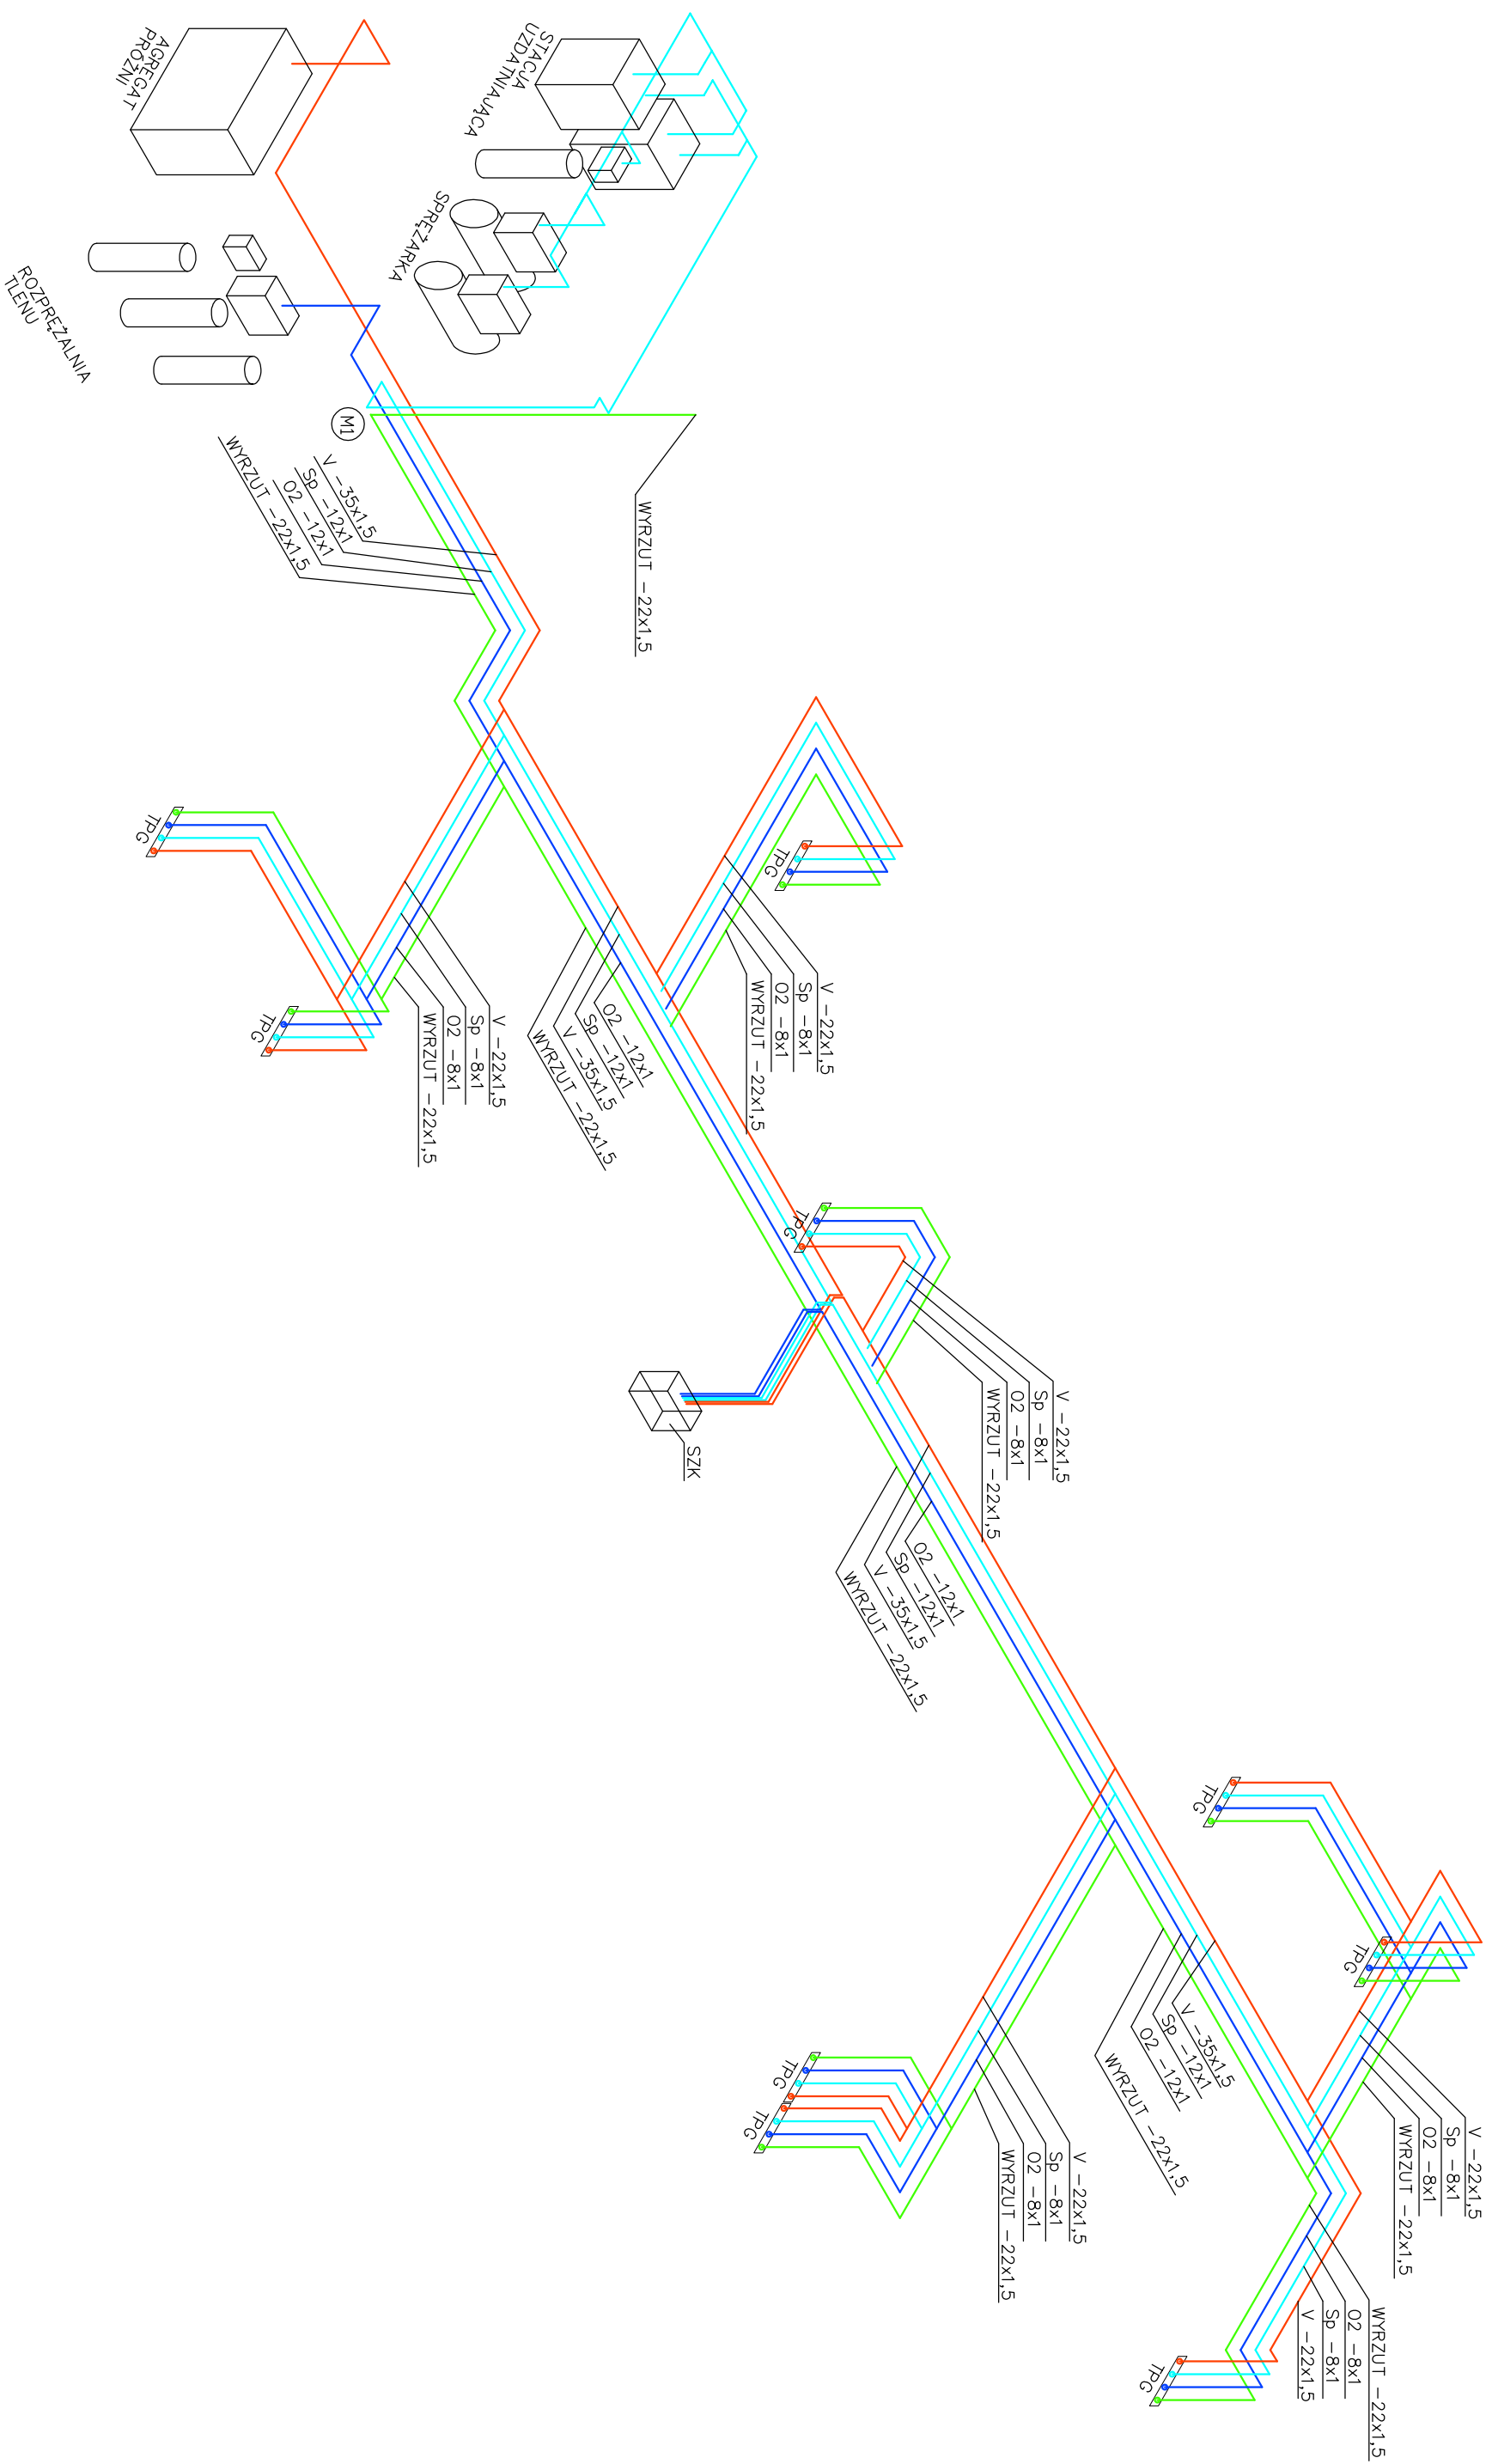 AGREGAT
PRÓŻNI
STACJA
UZDATNIAJĄCA
SPRĘŻARKA
ROZPRĘŻALNIA
TLENU
M1
V -35x1,5
Sp -12x1
O2 -12x1
WYRZUT -22x1,5
WYRZUT -22x1,5
TPG
TPG
TPG
V -22x1,5
Sp -8x1
O2 -8x1
WYRZUT -22x1,5
V -22x1,5
Sp -8x1
O2 -8x1
WYRZUT -22x1,5
O2 -12x1
Sp -12x1
V -35x1,5
WYRZUT -22x1,5
TPG
SZK
V -22x1,5
Sp -8x1
O2 -8x1
WYRZUT -22x1,5
O2 -12x1
Sp -12x1
V -35x1,5
WYRZUT -22x1,5
TPG
TPG
V -35x1,5
Sp -12x1
O2 -12x1
WYRZUT -22x1,5
TPG
TPG
V -22x1,5
Sp -8x1
O2 -8x1
WYRZUT -22x1,5
V -22x1,5
Sp -8x1
O2 -8x1
WYRZUT -22x1,5
WYRZUT -22x1,5
O2 -8x1
Sp -8x1
V -22x1,5
TPG